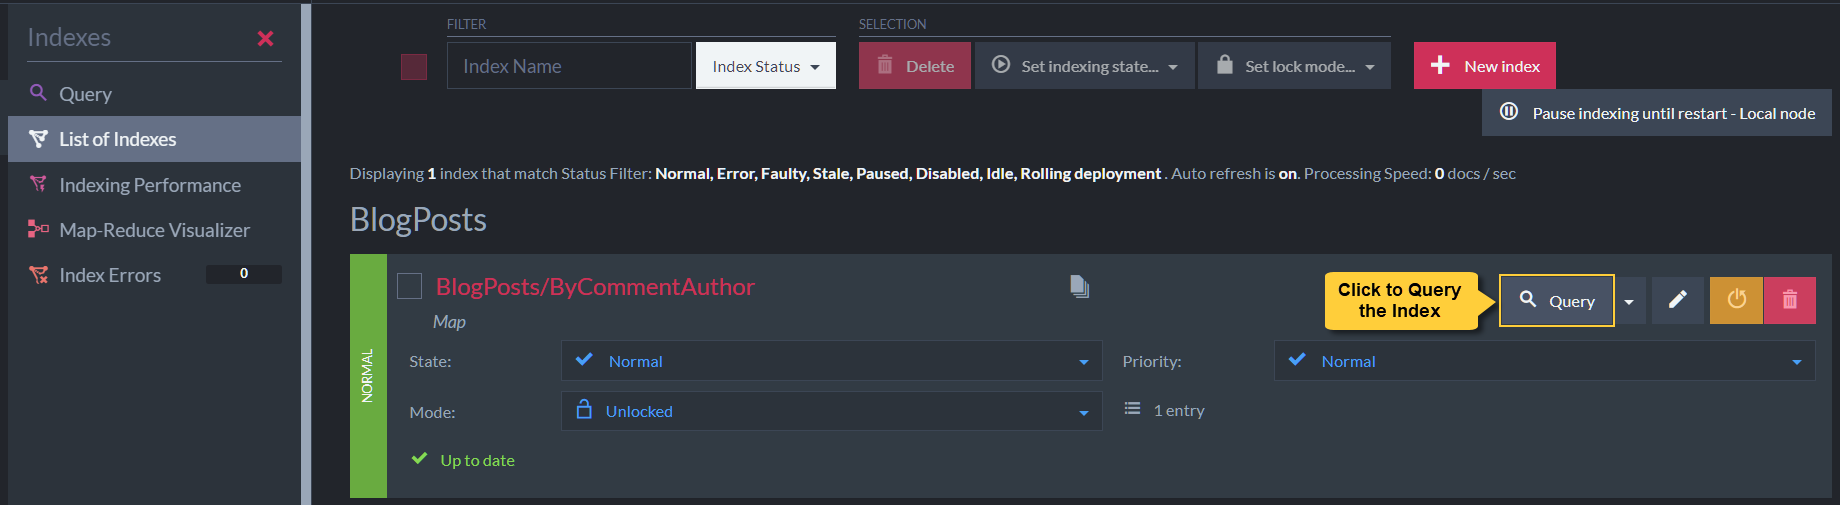 Indexes
Query
List of Indexes
Indexing Performance
Map-Reduce Visualizer
Index Errors 0
FILTER
Index Name Index Status
SELECTION
Delete Set indexing state... Set lock mode... New index
Pause indexing until restart - Local node
Displaying 1 index that match Status Filter: Normal, Error, Faulty, Stale, Paused, Disabled, Idle, Rolling deployment . Auto refresh is on. Processing Speed: 0 docs / sec
BlogPosts
NORMAL
BlogPosts/ByCommentAuthor
Map
Click to Query
the Index
Query
State: Normal Priority: Normal
Mode: Unlocked 1 entry
Up to date